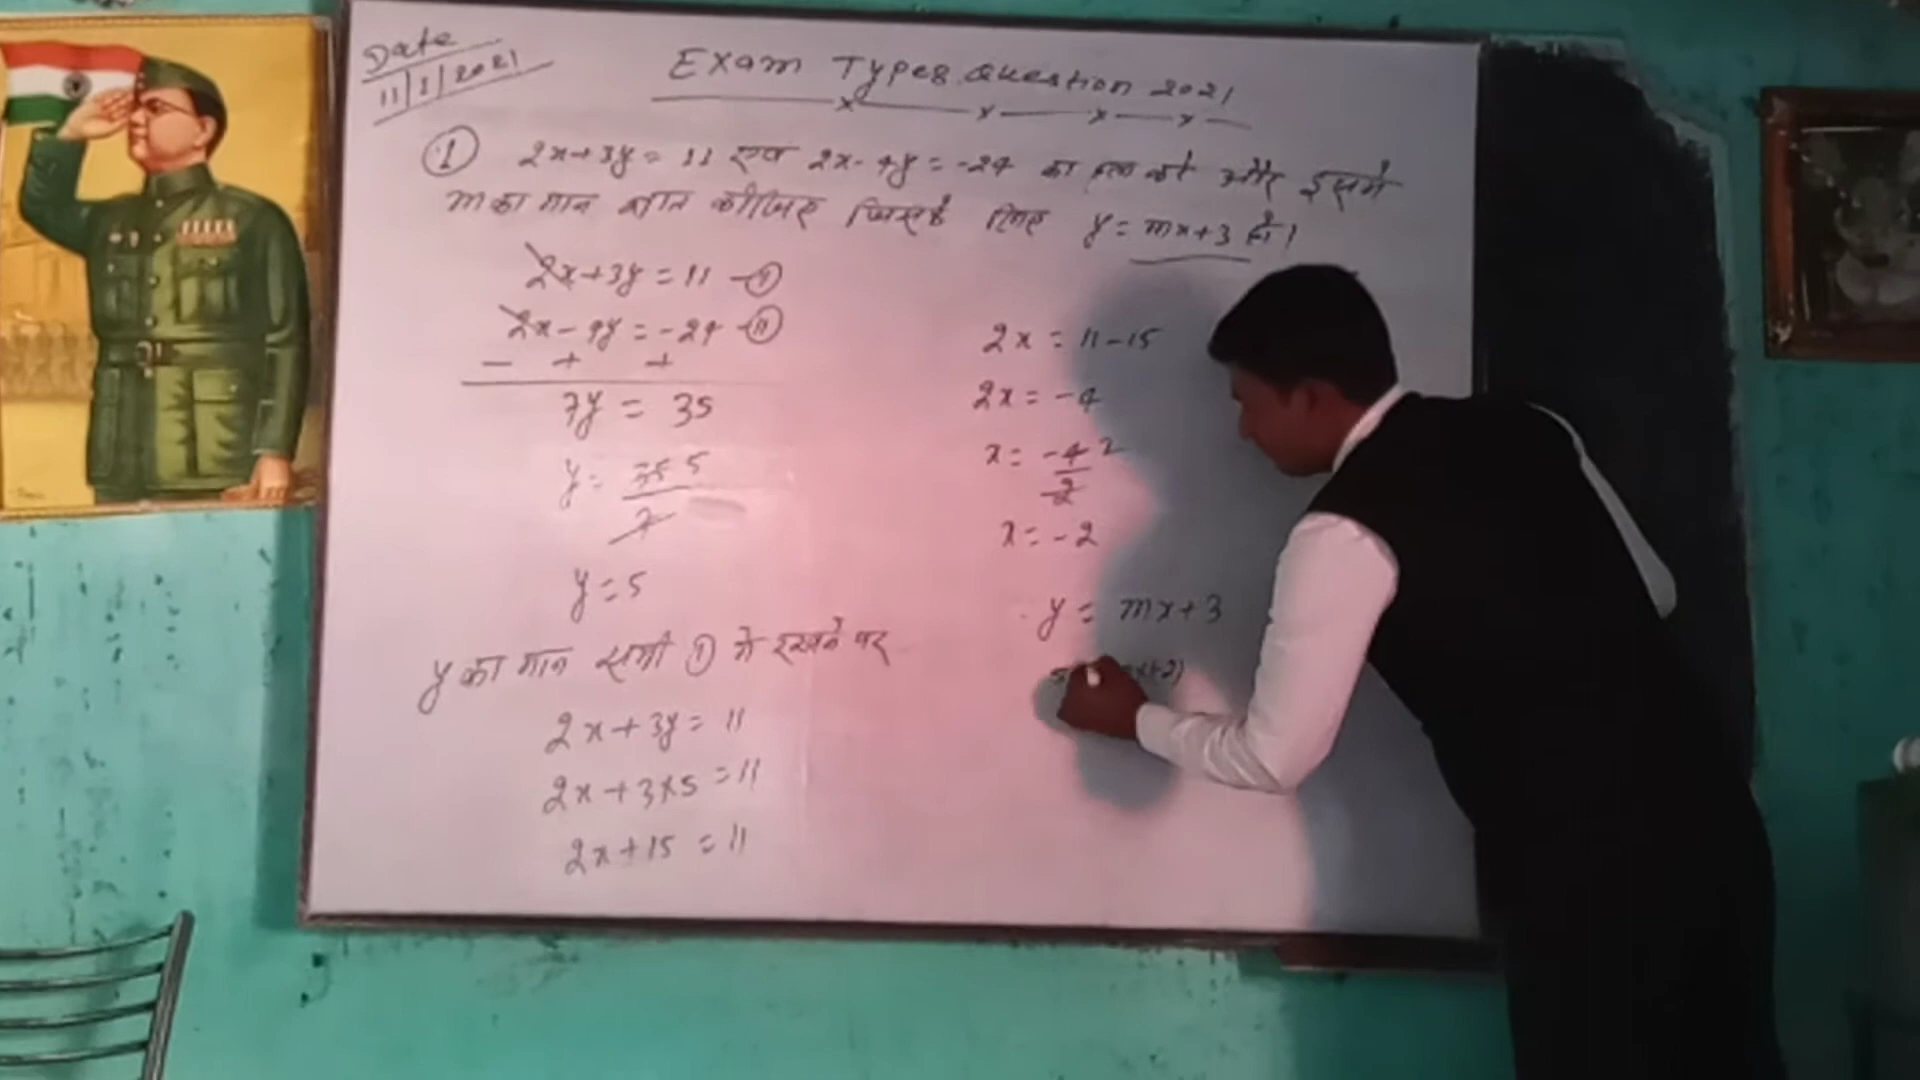 Date
11/1/2021
Exam Types Question 2021
① 2x+3y = 11 एवं 2x-4y = -24 का हल करो और इससे
m का मान ज्ञात कीजिए जिसके लिए y = mx+3 हो।
2x+3y = 11 -①
2x-4y = -24 -②
- + +
7y = 35
y = 35 5
7
y = 5
y का मान समी ① में रखने पर
2x+3y = 11
2x+3×5 = 11
2x+15 = 11
2x = 11-15
2x = -4
x = -4 2
2
x = -2
y = mx+3